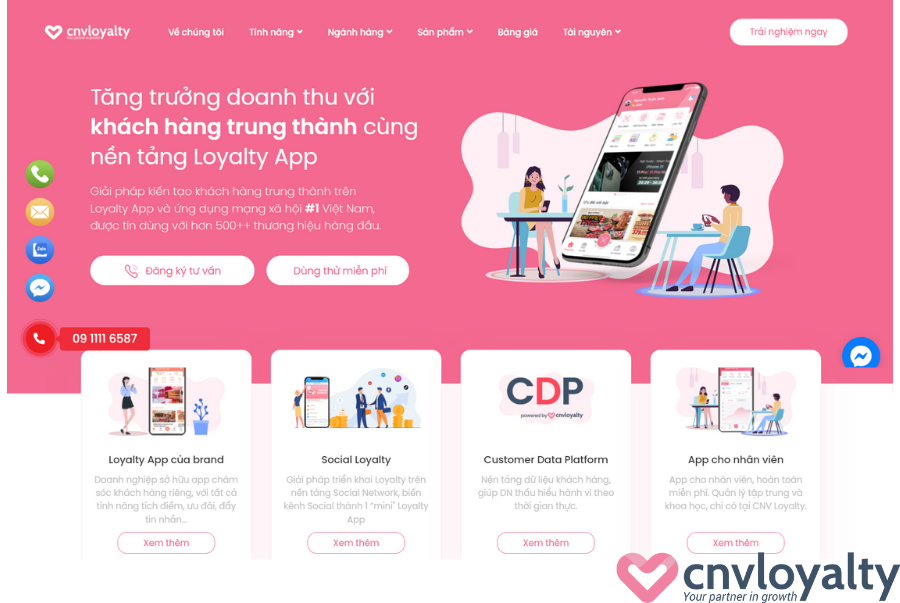 cnvloyalty
Your partner in growth
Về chúng tôi
Tính năng
Ngành hàng
Sản phẩm
Bảng giá
Tài nguyên
Trải nghiệm ngay
Tăng trưởng doanh thu với
khách hàng trung thành cùng
nền tảng Loyalty App
Giải pháp kiến tạo khách hàng trung thành trên
Loyalty App và ứng dụng mạng xã hội #1 Việt Nam,
được tin dùng với hơn 500++ thương hiệu hàng đầu.
Đăng ký tư vấn
Dùng thử miễn phí
Zalo
09 1111 6587
Loyalty App của brand
Doanh nghiệp sở hữu app chăm
sóc khách hàng riêng, với tất cả
tính năng tích điểm, ưu đãi, đẩy
tin nhắn...
Xem thêm
Social Loyalty
Giải pháp triển khai Loyalty trên
nền tảng Social Network, biến
kênh Social thành 1 "mini" Loyalty
App
Xem thêm
CDP
powered by cnvloyalty
Customer Data Platform
Nền tảng dữ liệu khách hàng,
giúp DN thấu hiểu hành vi theo
thời gian thực.
Xem thêm
App cho nhân viên
App cho nhân viên, hoàn toàn
miễn phí. Quản lý tập trung và
khoa học, chỉ có tại CNV Loyalty.
Xem thêm
cnvloyalty
Your partner in growth